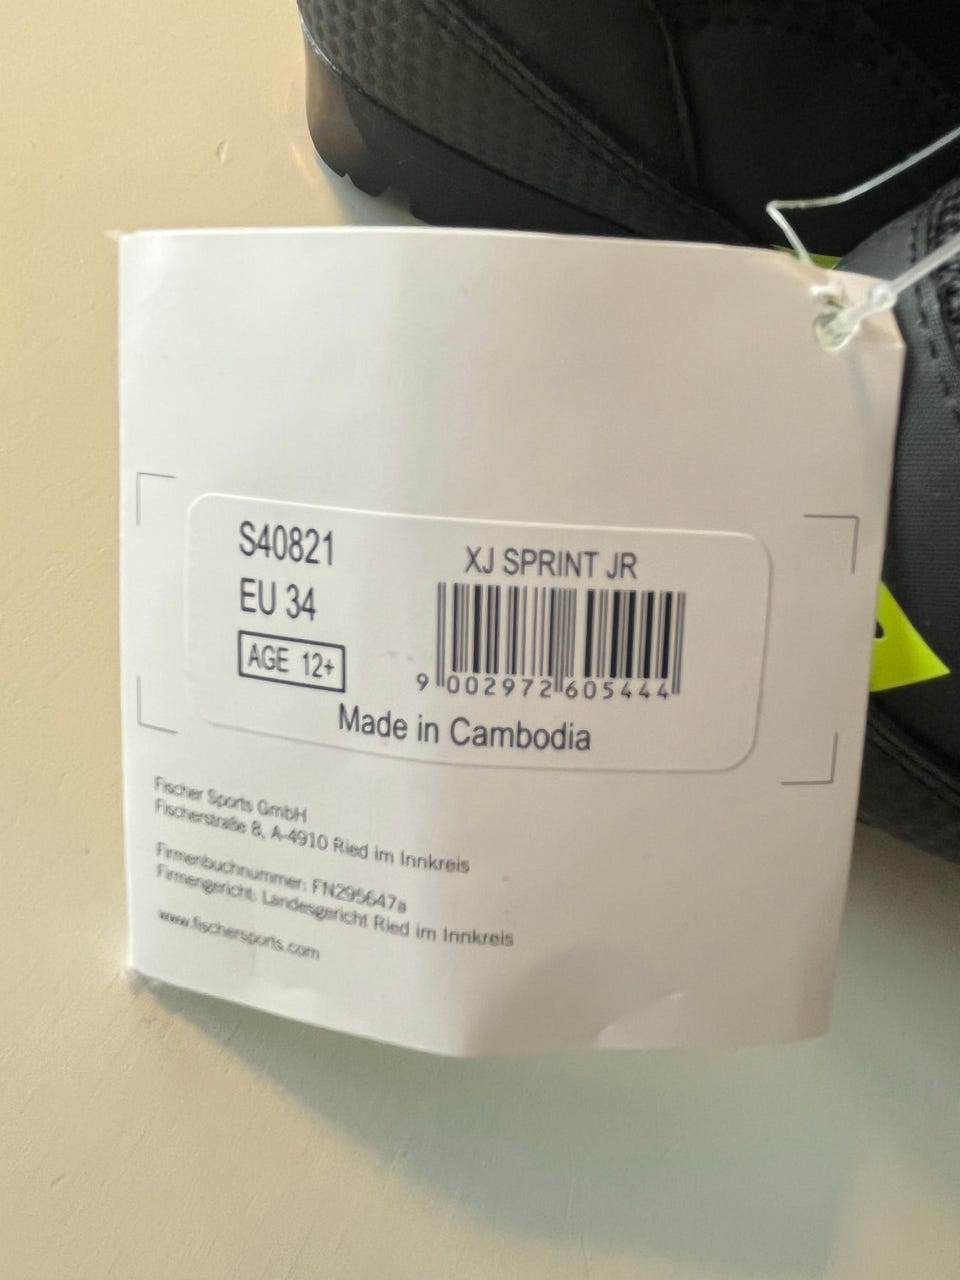 S40821
EU 34
AGE 12+
XJ SPRINT JR
9 002972 605444
Made in Cambodia
Fischer Sports GmbH
Fischerstraße 8, A-4910 Ried im Innkreis
Firmenbuchnummer: FN295647a
Firmengericht: Landesgericht Ried im Innkreis
www.fischersports.com